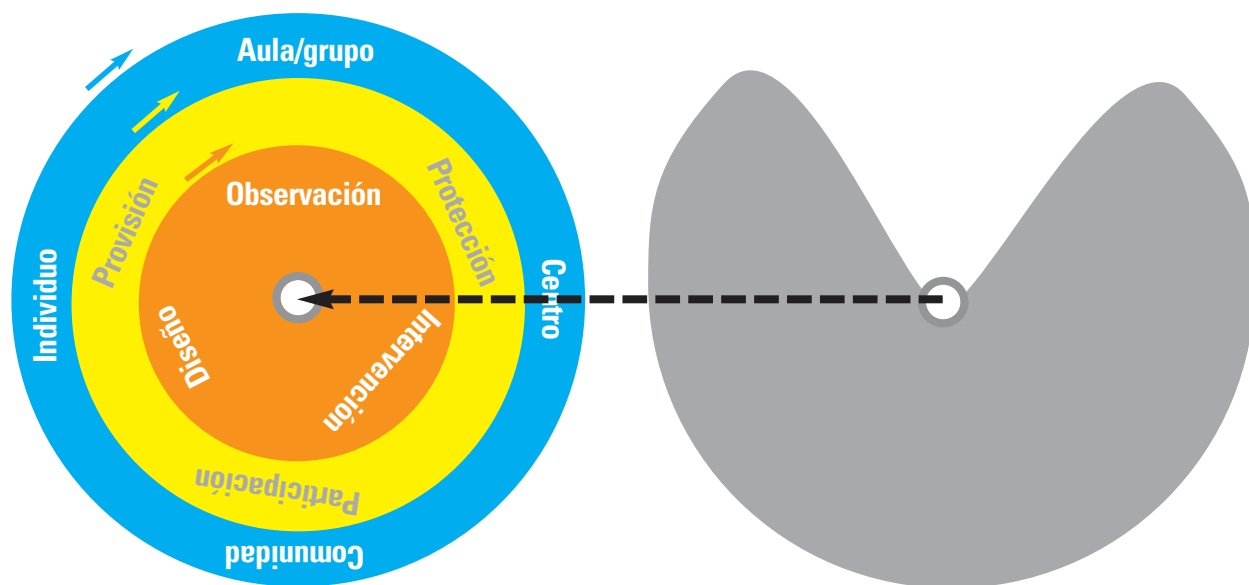 Aula/grupo
Centro
Comunidad
Individuo
Provisión
Protección
Participación
Observación
Intervención
Diseño